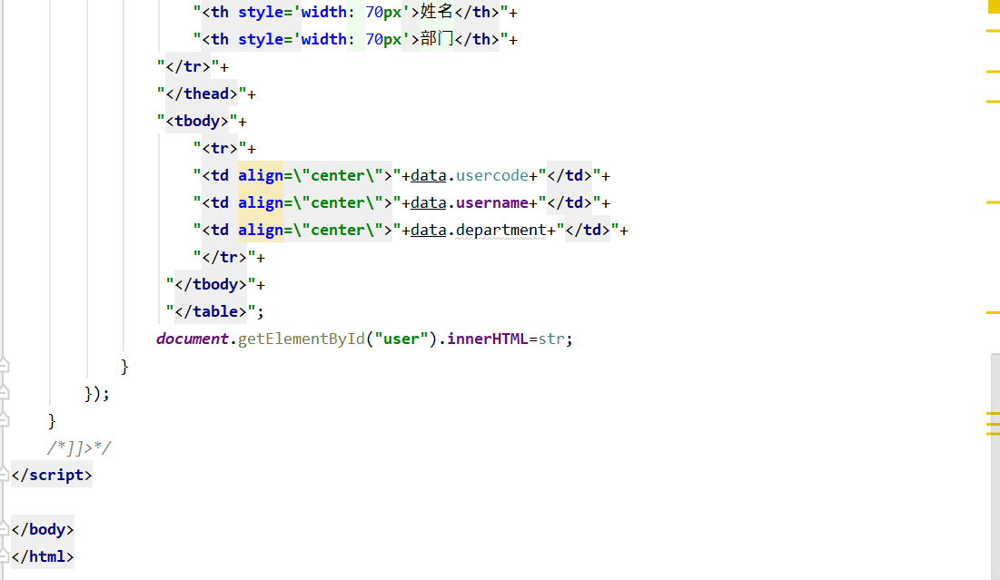 "<th style='width: 70px'>姓名</th>"+
"<th style='width: 70px'>部门</th>"+
"</tr>"+
"</thead>"+
"<tbody>"+
"<tr>"+
"<td align=\"center\">"+data.usercode+"</td>"+
"<td align=\"center\">"+data.username+"</td>"+
"<td align=\"center\">"+data.department+"</td>"+
"</tr>"+
"</tbody>"+
"</table>";
document.getElementById("user").innerHTML=str;
}
});
}
/*]]>*/
</script>
</body>
</html>